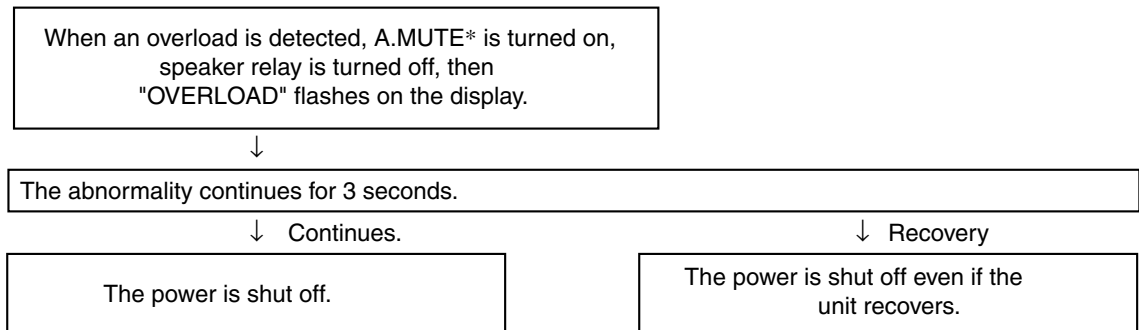 When an overload is detected, A.MUTE* is turned on,
speaker relay is turned off, then
"OVERLOAD" flashes on the display.
↓
The abnormality continues for 3 seconds.
↓ Continues.
↓ Recovery
The power is shut off.
The power is shut off even if the
unit recovers.